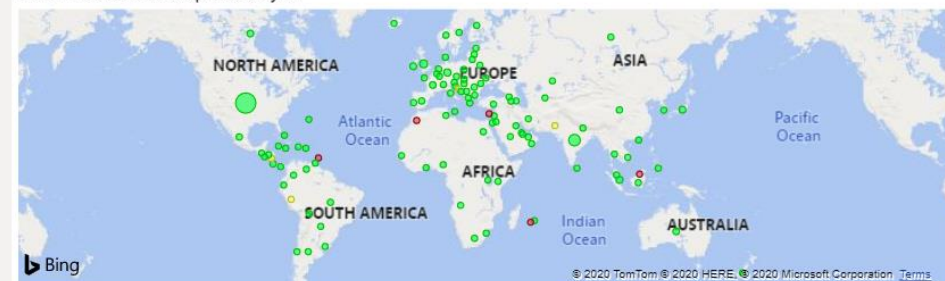 NORTH AMERICA
EUROPE
ASIA
Atlantic
Ocean
Pacific
Ocean
AFRICA
SOUTH AMERICA
Indian
Ocean
AUSTRALIA
Bing
© 2020 TomTom © 2020 HERE, © 2020 Microsoft Corporation Terms